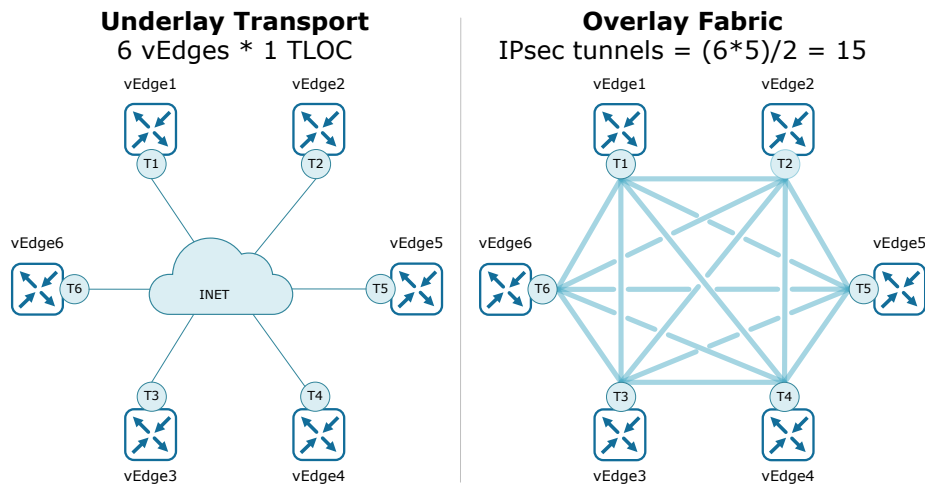 Underlay Transport
6 vEdges * 1 TLOC
vEdge1
vEdge2
T1
T2
vEdge6
vEdge5
T6
INET
T5
T3
T4
vEdge3
vEdge4
Overlay Fabric
IPsec tunnels = (6*5)/2 = 15
vEdge1
vEdge2
T1
T2
vEdge6
vEdge5
T6
T5
T3
T4
vEdge3
vEdge4